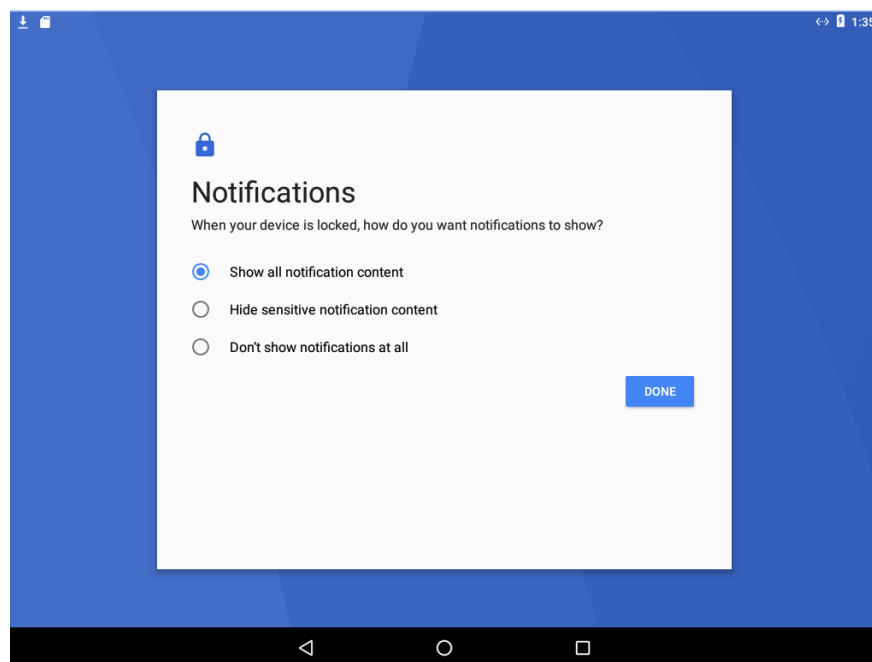 1:35
Notifications
When your device is locked, how do you want notifications to show?
Show all notification content
Hide sensitive notification content
Don't show notifications at all
DONE